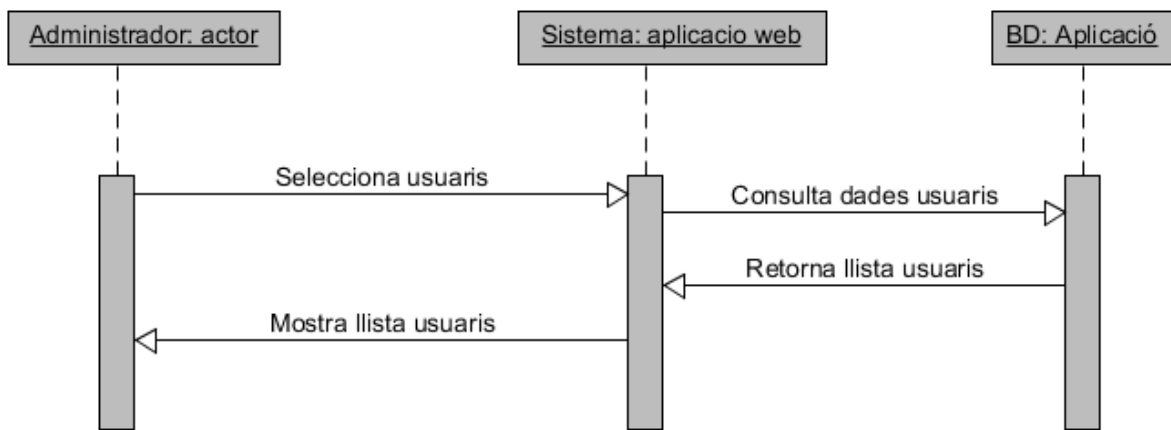 Administrador: actor
Sistema: aplicacio web
BD: Aplicació
Selecciona usuaris
Consulta dades usuaris
Retorna llista usuaris
Mostra llista usuaris